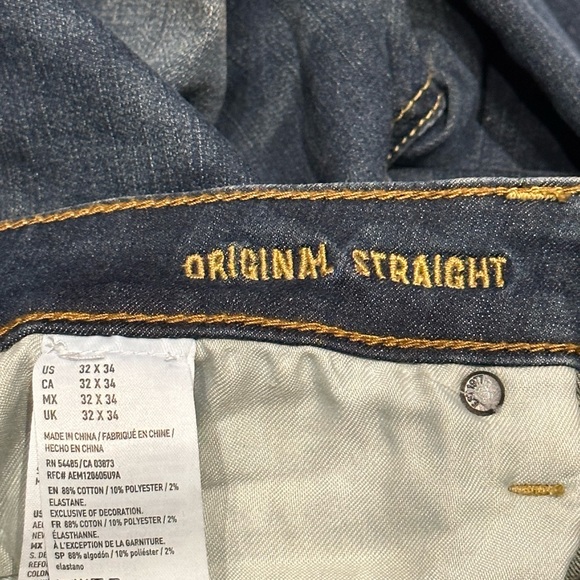 ORIGINAL STRAIGHT
US 32 X 34
CA 32 X 34
MX 32 X 34
UK 32 X 34
MADE IN CHINA / FABRIQUÉ EN CHINE /
HECHO EN CHINA
RN 54485 / CA 03873
RFC# AEM120605U9A
EN 88% COTTON / 10% POLYESTER / 2%
ELASTANE.
EXCLUSIVE OF DECORATION.
FR 88% COTON / 10% POLYESTER / 2%
ÉLASTHANNE.
À L'EXCEPTION DE LA GARNITURE.
SP 88% algodón / 10% poliéster / 2%
elastano